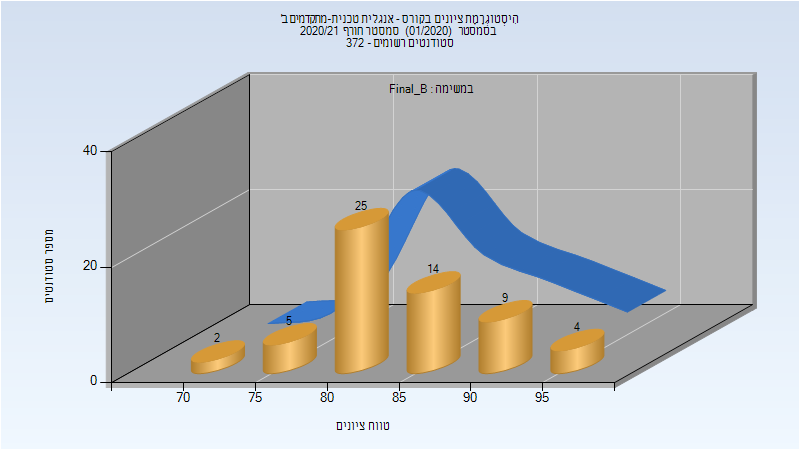 היסטוגרמת ציונים בקורס - אנגלית טכנית-מתקדמים ב'
בסמסטר (01/2020) סמסטר חורף 2020/21
סטודנטים רשומים - 372
במשימה : Final_B
40
20
0
מספר סטודנטים
2
5
25
14
9
4
70
75
80
85
90
95
טווח ציונים